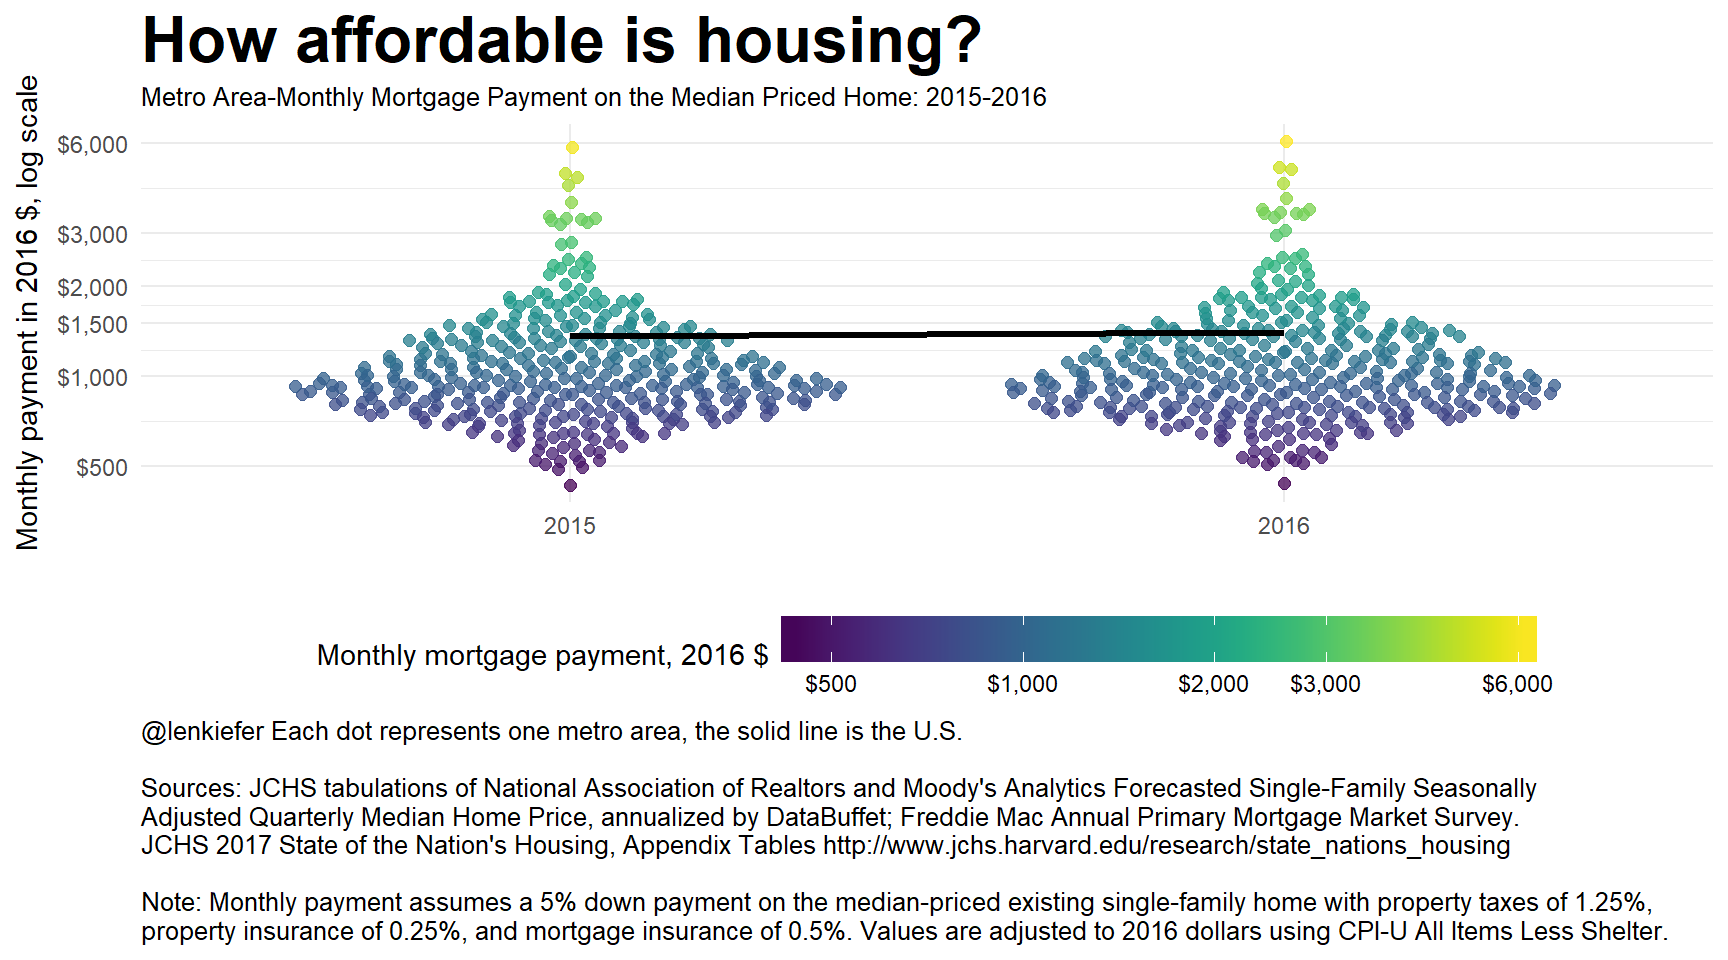 How affordable is housing?
Metro Area-Monthly Mortgage Payment on the Median Priced Home: 2015-2016
Monthly payment in 2016 $, log scale
$6,000
$3,000
$2,000
$1,500
$1,000
$500
2015
2016
Monthly mortgage payment, 2016 $
$500
$1,000
$2,000
$3,000
$6,000
@lenkiefer Each dot represents one metro area, the solid line is the U.S.
Sources: JCHS tabulations of National Association of Realtors and Moody's Analytics Forecasted Single-Family Seasonally
Adjusted Quarterly Median Home Price, annualized by DataBuffet; Freddie Mac Annual Primary Mortgage Market Survey.
JCHS 2017 State of the Nation's Housing, Appendix Tables http://www.jchs.harvard.edu/research/state_nations_housing
Note: Monthly payment assumes a 5% down payment on the median-priced existing single-family home with property taxes of 1.25%,
property insurance of 0.25%, and mortgage insurance of 0.5%. Values are adjusted to 2016 dollars using CPI-U All Items Less Shelter.